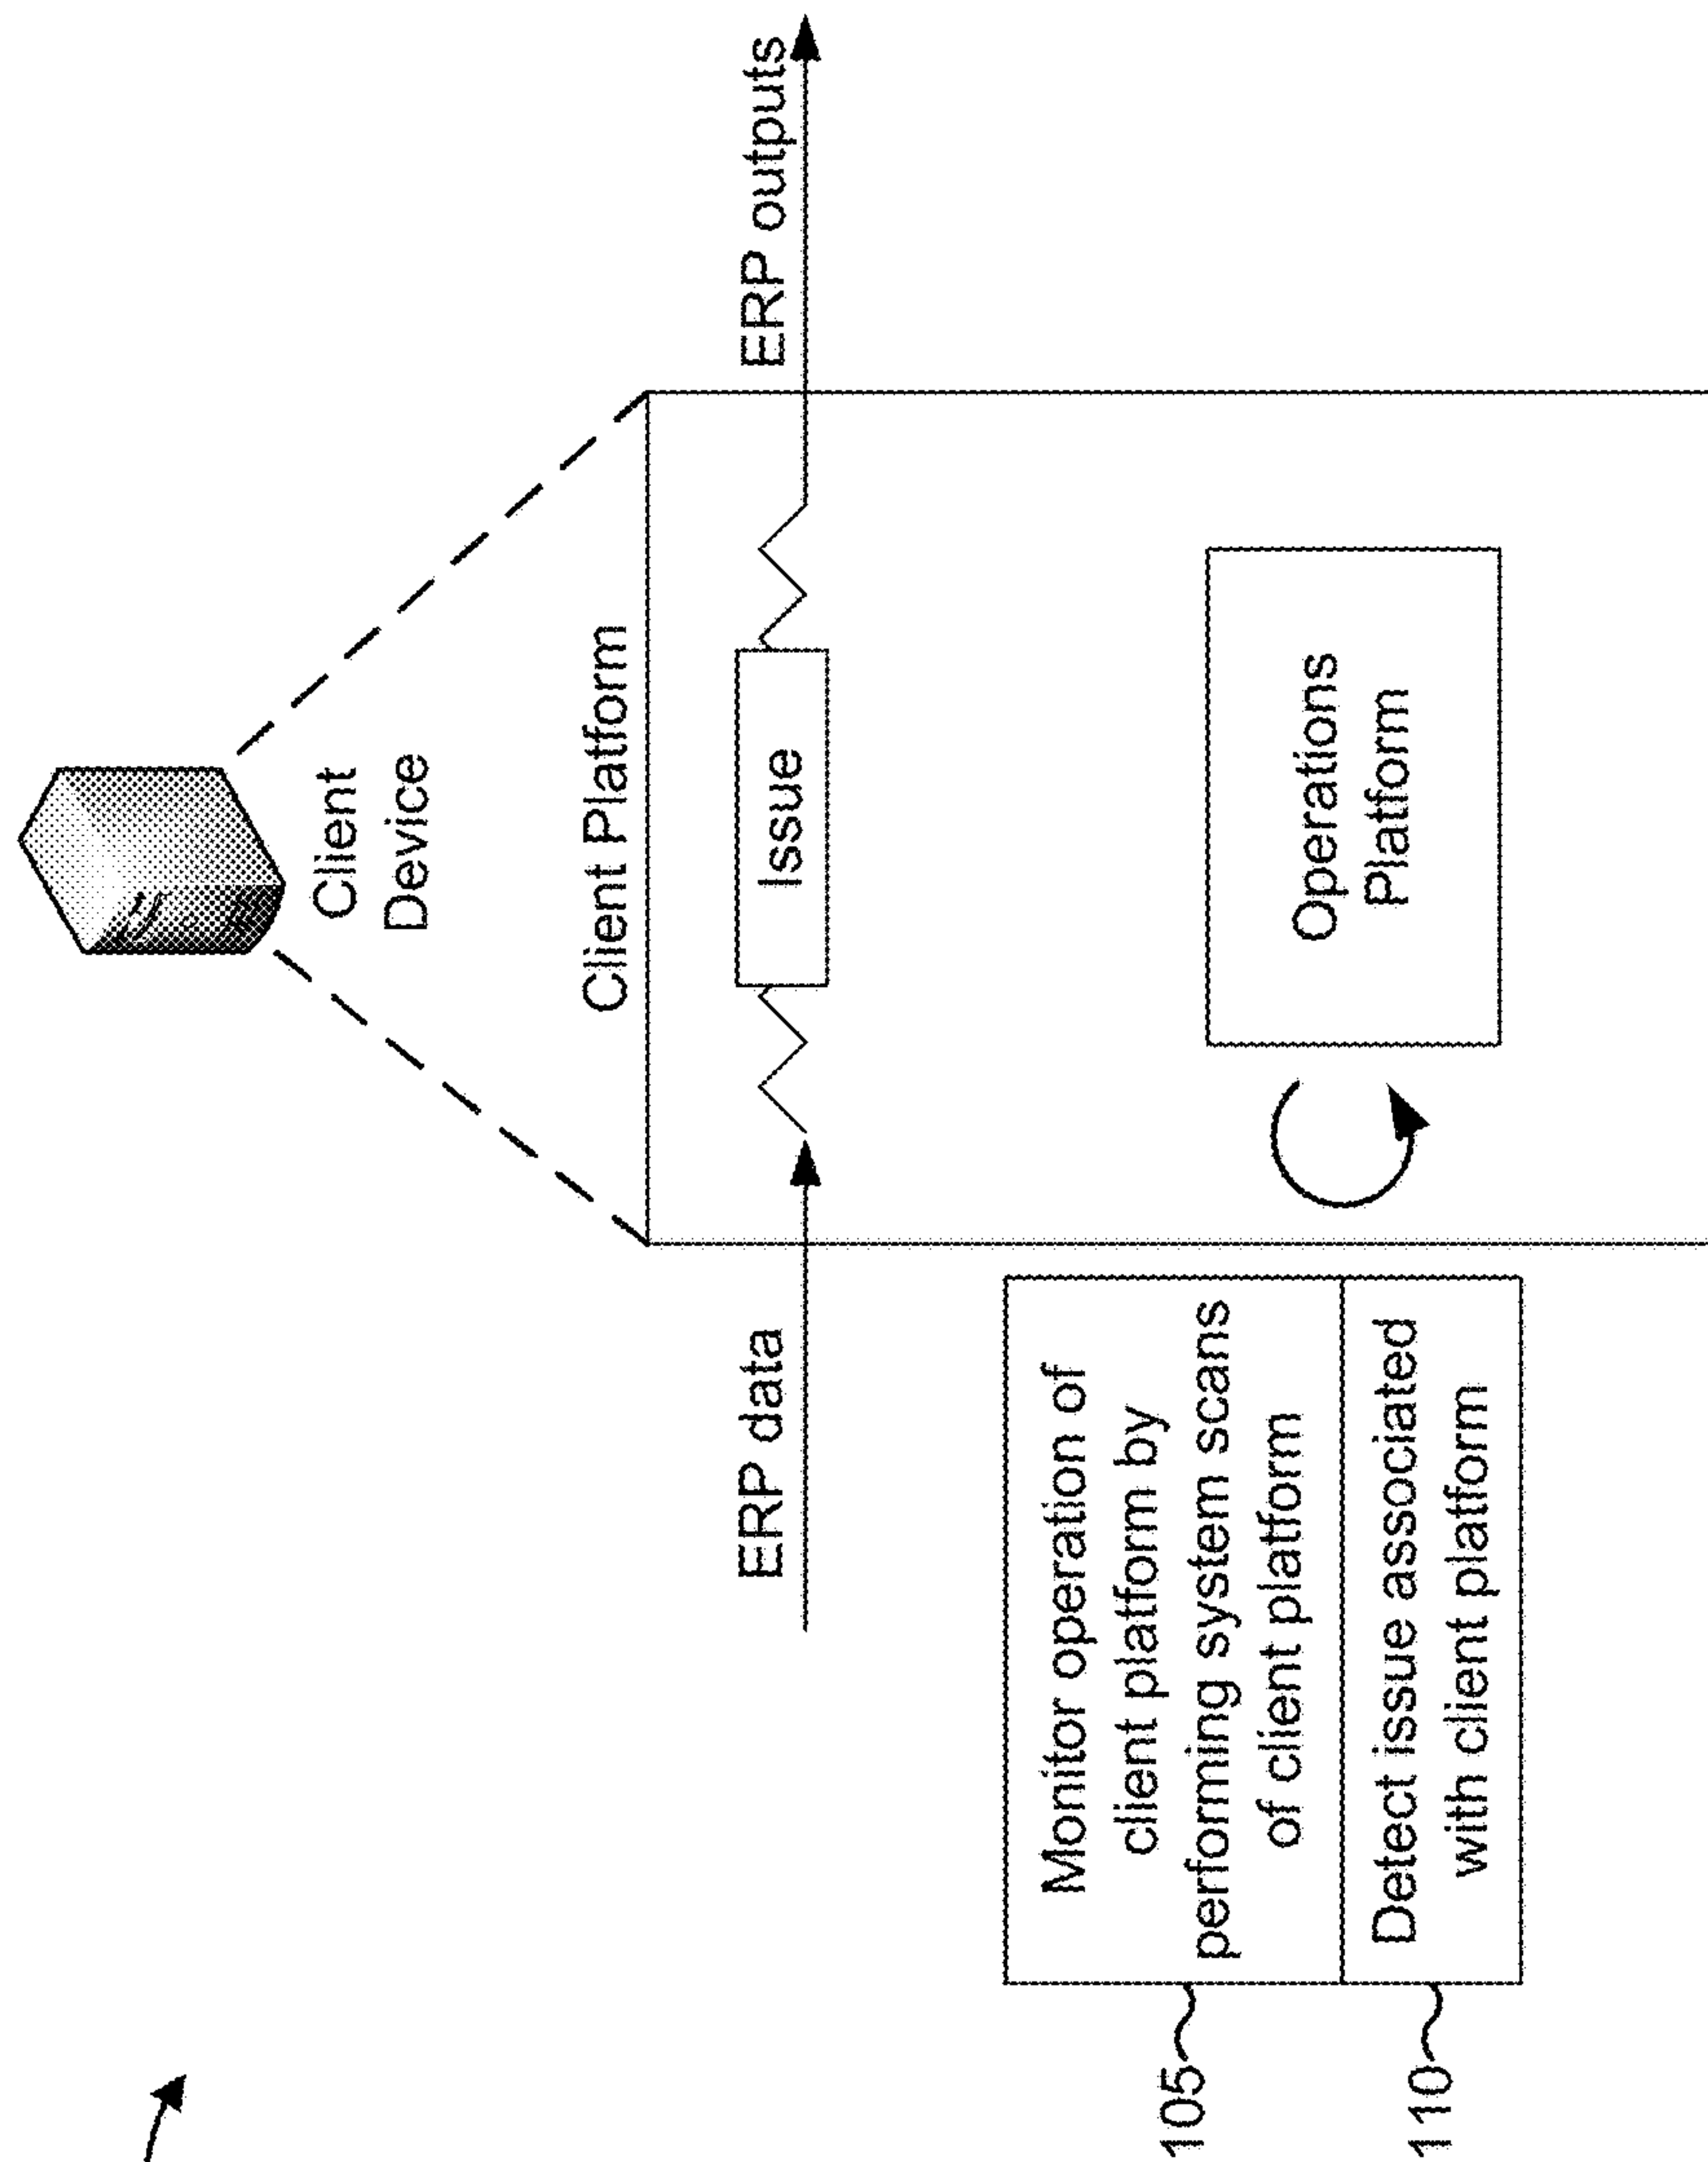 Client
Device
Client Platform
ERP data
Issue
ERP outputs
105
Monitor operation of
client platform by
performing system scans
of client platform
110
Detect issue associated
with client platform
Operations
Platform